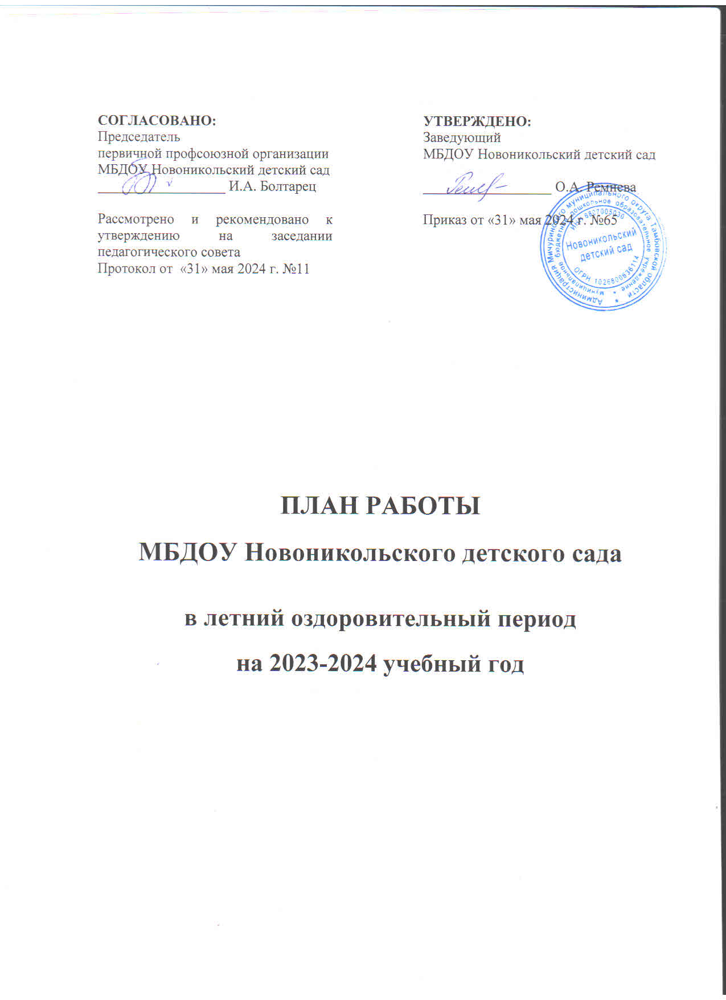 СОГЛАСОВАНО:
Председатель
первичной профсоюзной организации
МБДОУ Новоникольский детский сад
И.А. Болтарец
Рассмотрено и рекомендовано к
утверждению на заседании
педагогического совета
Протокол от «31» мая 2024 г. №11
УТВЕРЖДЕНО:
Заведующий
МБДОУ Новоникольский детский сад
О.А. Ремнева
Приказ от «31» мая 2024 г. №65
Администрация Мичуринского муниципального округа Тамбовской области
муниципальное бюджетное дошкольное образовательное учреждение
ИНН 6807005030
Новоникольский
детский сад
ОГРН 1026800636114
ПЛАН РАБОТЫ
МБДОУ Новоникольского детского сада
в летний оздоровительный период
на 2023-2024 учебный год